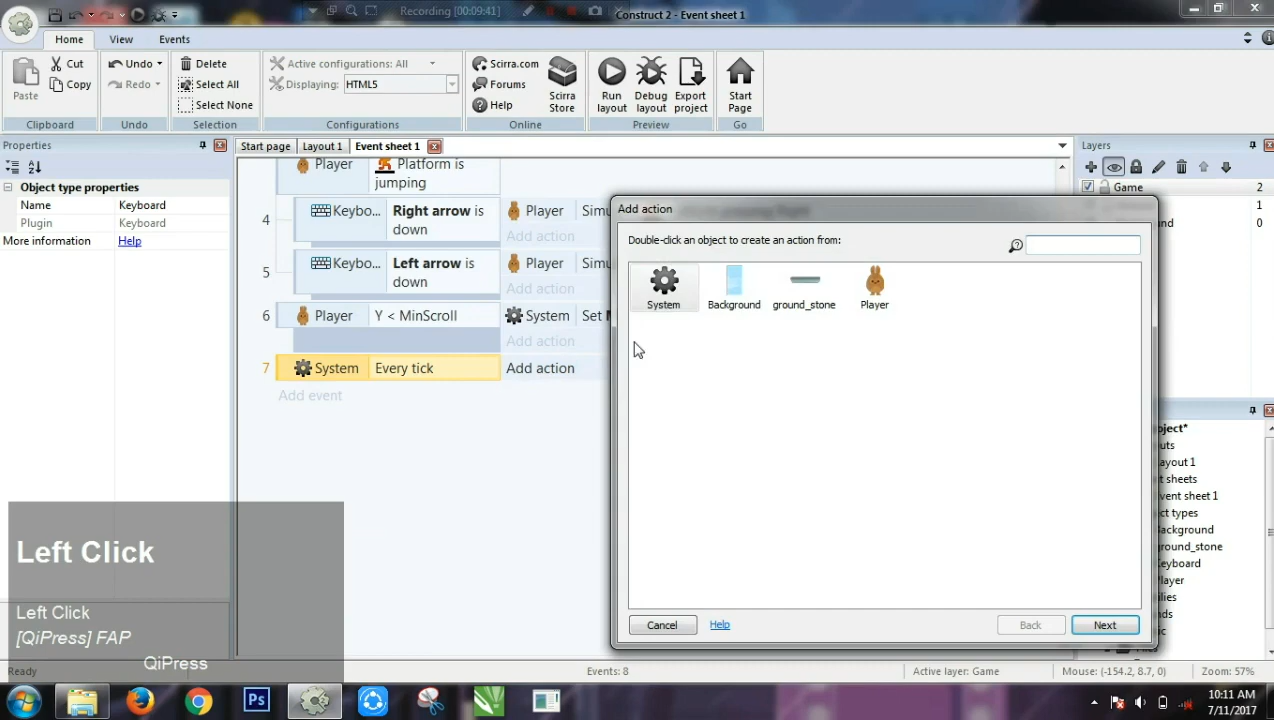 Recording [00:09:41]
Construct 2 - Event sheet 1
Home View Events
Paste
Cut
Copy
Clipboard
Undo
Redo
Undo
Delete
Select All
Select None
Selection
Active configurations: All
Displaying: HTML5
Configurations
Scirra.com
Forums
Help
Scirra Store
Online
Run layout
Debug layout
Export project
Preview
Start Page
Go
Properties
Object type properties
Name Keyboard
Plugin Keyboard
More information Help
Start page Layout 1 Event sheet 1
Player Platform is jumping
4 Keybo... Right arrow is down Player
Add action
5 Keybo... Left arrow is down Player
Add action
6 Player Y < MinScroll System Set
Add action
7 System Every tick Add action
Add event
Add action
Double-click an object to create an action from:
System Background ground_stone Player
Cancel Help Back Next
Layers
Game 2
1
0
Layout 1
Event sheet 1
Background
ground_stone
Keyboard
Player
Left Click
Left Click
[QiPress] FAP
QiPress
Ready Events: 8 Active layer: Game Mouse: (-154.2, 8.7, 0) Zoom: 57%
Ps
10:11 AM
7/11/2017